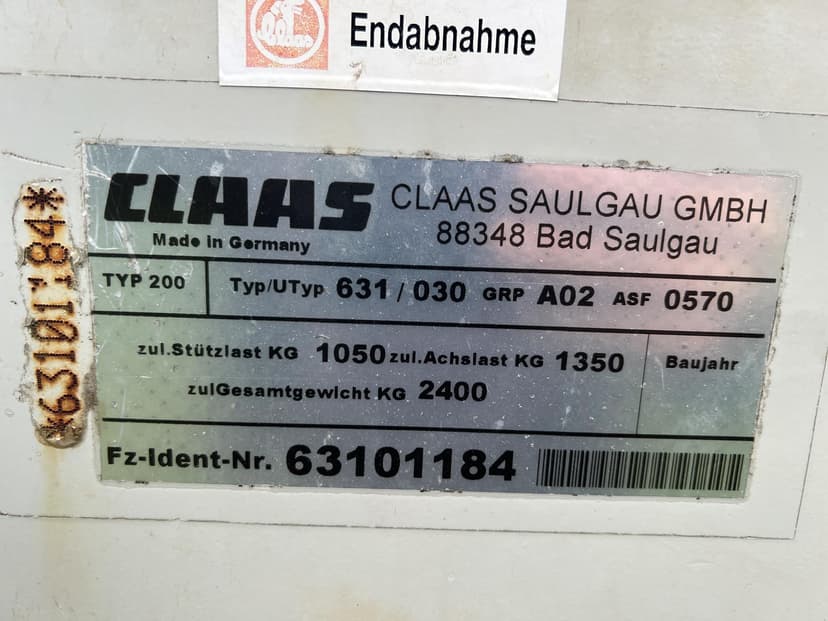 Endabnahme
CLAAS
Made in Germany
CLAAS SAULGAU GMBH
88348 Bad Saulgau
TYP 200
Typ/UTyp 631 / 030 GRP A02 ASF 0570
zul.Stützlast KG 1050 zul.Achslast KG 1350
Baujahr
zulGesamtgewicht KG 2400
Fz-Ident-Nr. 63101184
*63101184*